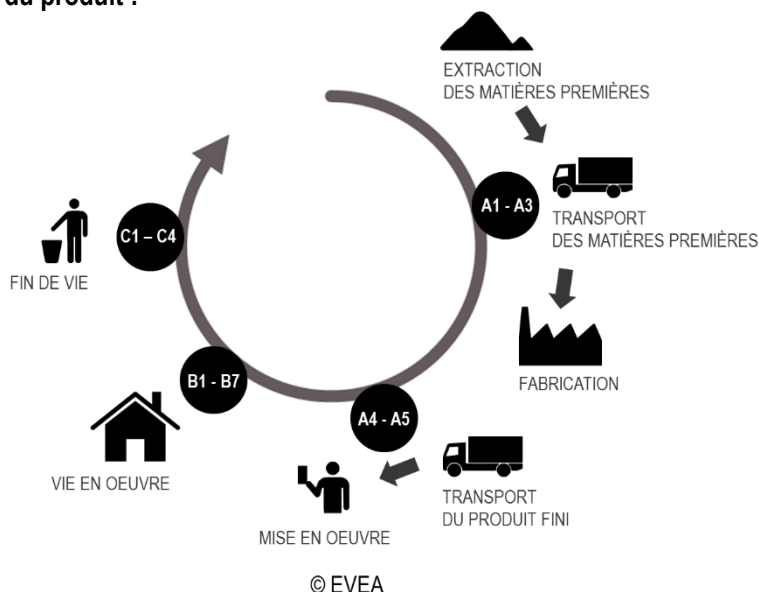 du produit :
EXTRACTION
DES MATIÈRES PREMIÈRES
A1 - A3
TRANSPORT
DES MATIÈRES PREMIÈRES
FABRICATION
A4 - A5
TRANSPORT
DU PRODUIT FINI
MISE EN OEUVRE
B1 - B7
VIE EN OEUVRE
C1 – C4
FIN DE VIE
© EVEA